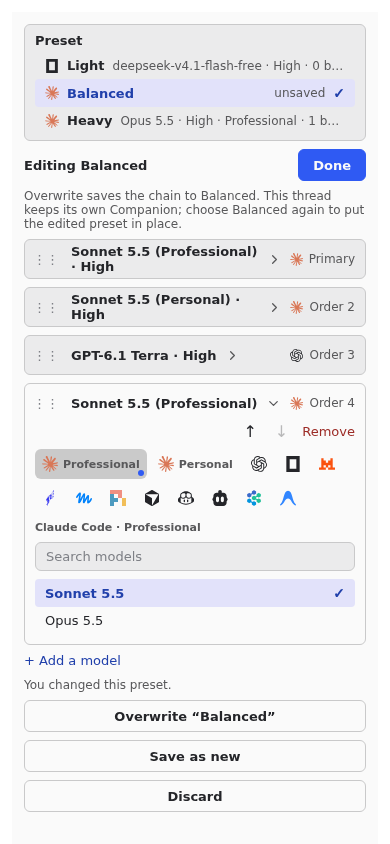 Preset
Light deepseek-v4.1-flash-free · High · 0 b...
Balanced unsaved ✓
Heavy Opus 5.5 · High · Professional · 1 b...
Editing Balanced Done
Overwrite saves the chain to Balanced. This thread
keeps its own Companion; choose Balanced again to put
the edited preset in place.
Sonnet 5.5 (Professional)
· High
Primary
Sonnet 5.5 (Personal) ·
High
Order 2
GPT-6.1 Terra · High Order 3
Sonnet 5.5 (Professional) Order 4
↑ ↓ Remove
Professional Personal
Claude Code · Professional
Search models
Sonnet 5.5 ✓
Opus 5.5
+ Add a model
You changed this preset.
Overwrite “Balanced”
Save as new
Discard